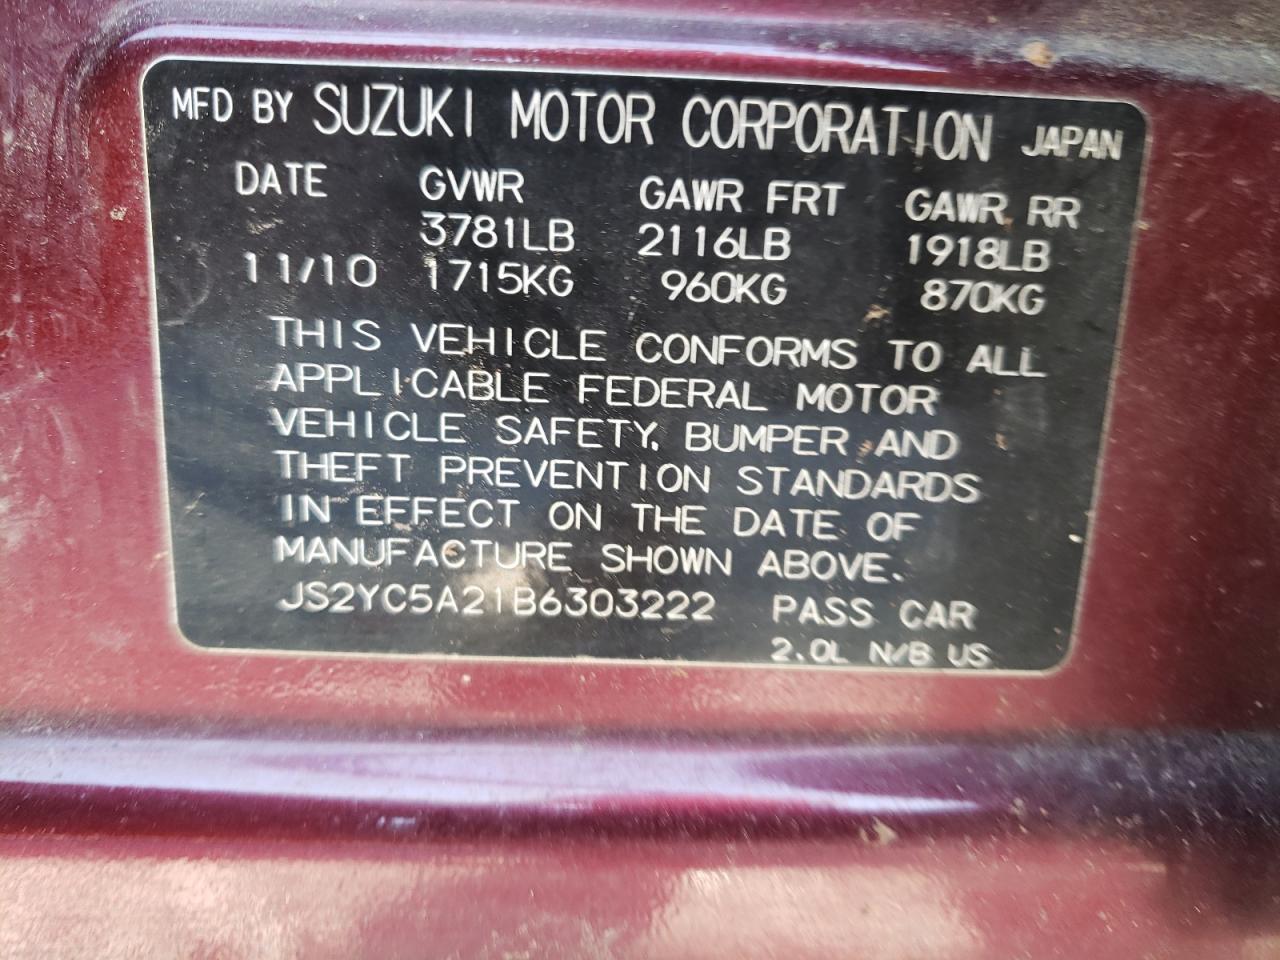 MFD BY SUZUKI MOTOR CORPORATION JAPAN
DATE GVWR GAWR FRT GAWR RR
3781LB 2116LB 1918LB
11/10 1715KG 960KG 870KG
THIS VEHICLE CONFORMS TO ALL
APPLICABLE FEDERAL MOTOR
VEHICLE SAFETY, BUMPER AND
THEFT PREVENTION STANDARDS
IN EFFECT ON THE DATE OF
MANUFACTURE SHOWN ABOVE.
JS2YC5A21B6303222 PASS CAR
2.0L N/B US